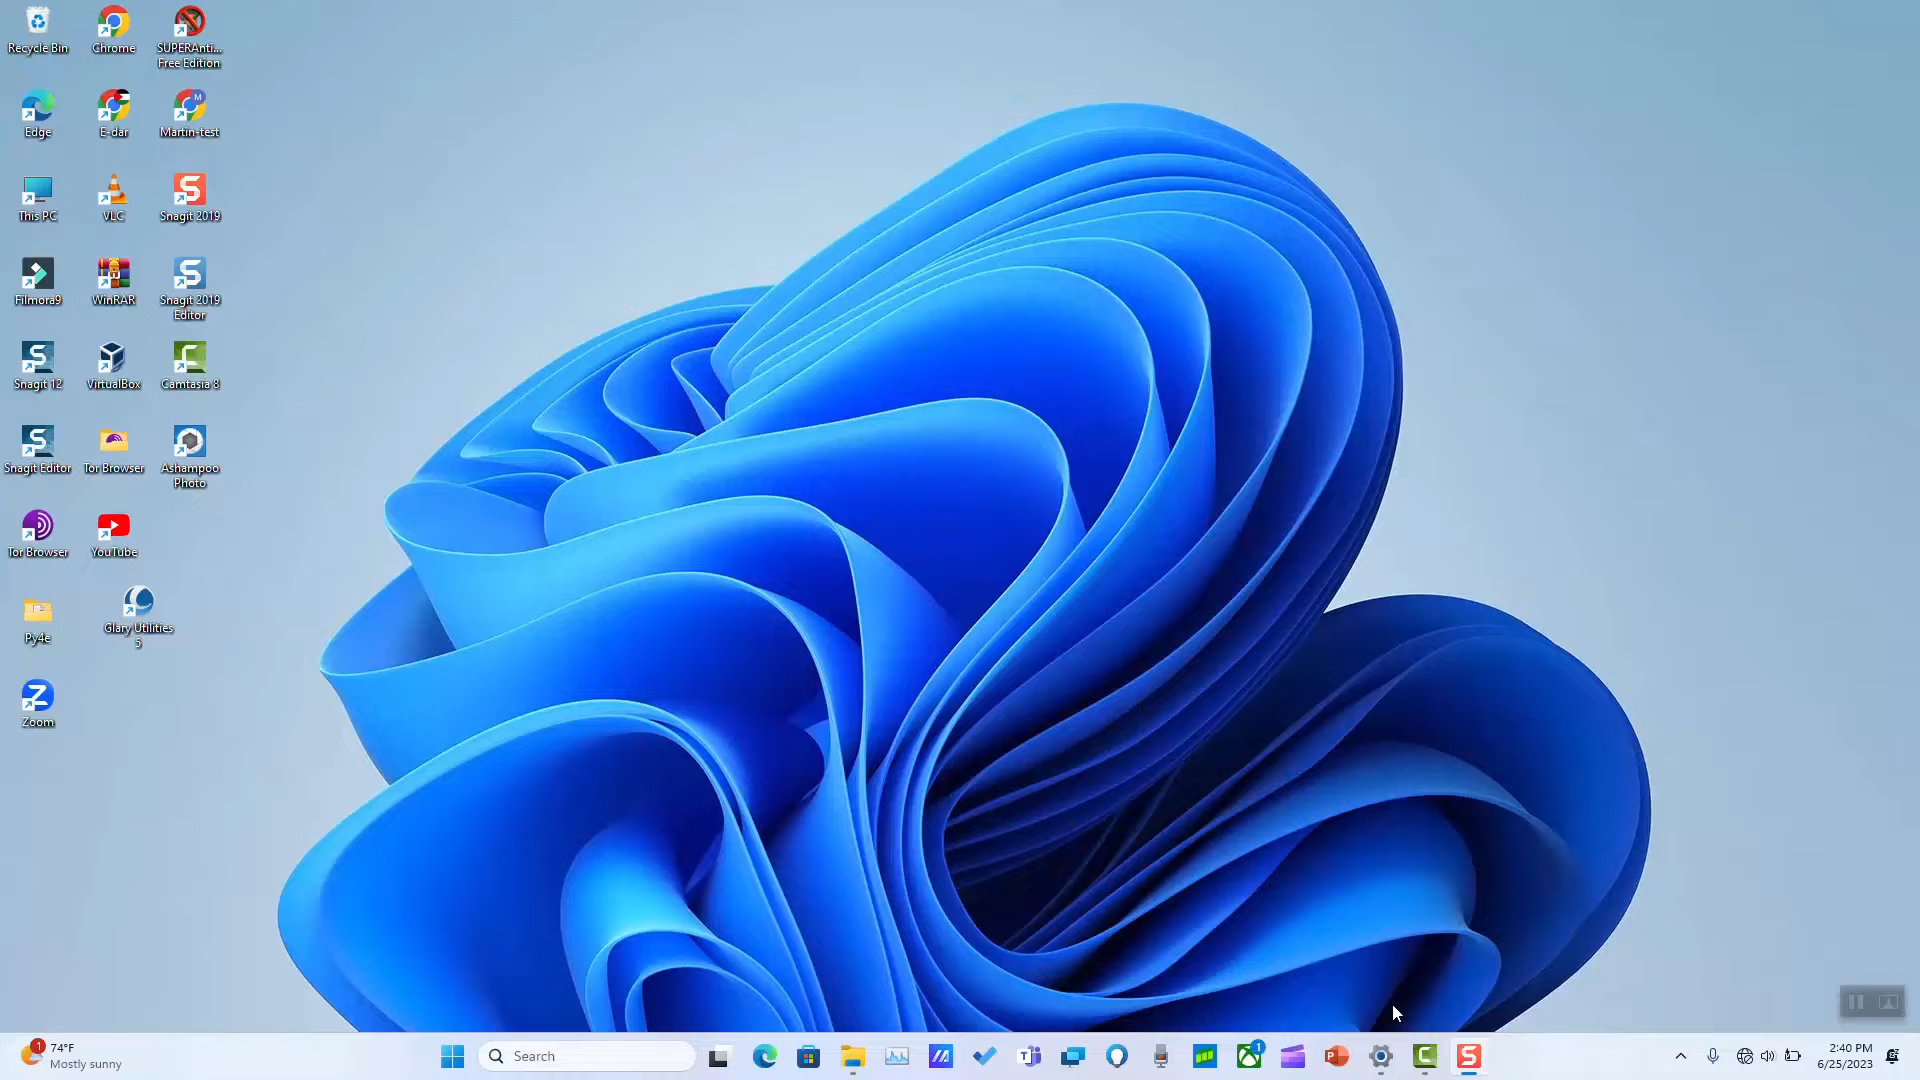 Recycle Bin
Chrome
SUPERAnti...
Free Edition
Edge
E-dar
M
Martin-test
This PC
VLC
Snagit 2019
Filmora9
WinRAR
Snagit 2019
Editor
Snagit 12
VirtualBox
Camtasia 8
Snagit Editor
Tor Browser
Ashampoo
Photo
Tor Browser
YouTube
Py4e
Glary Utilities
5
Zoom
1
74°F
Mostly sunny
Search
1
2:40 PM
6/25/2023